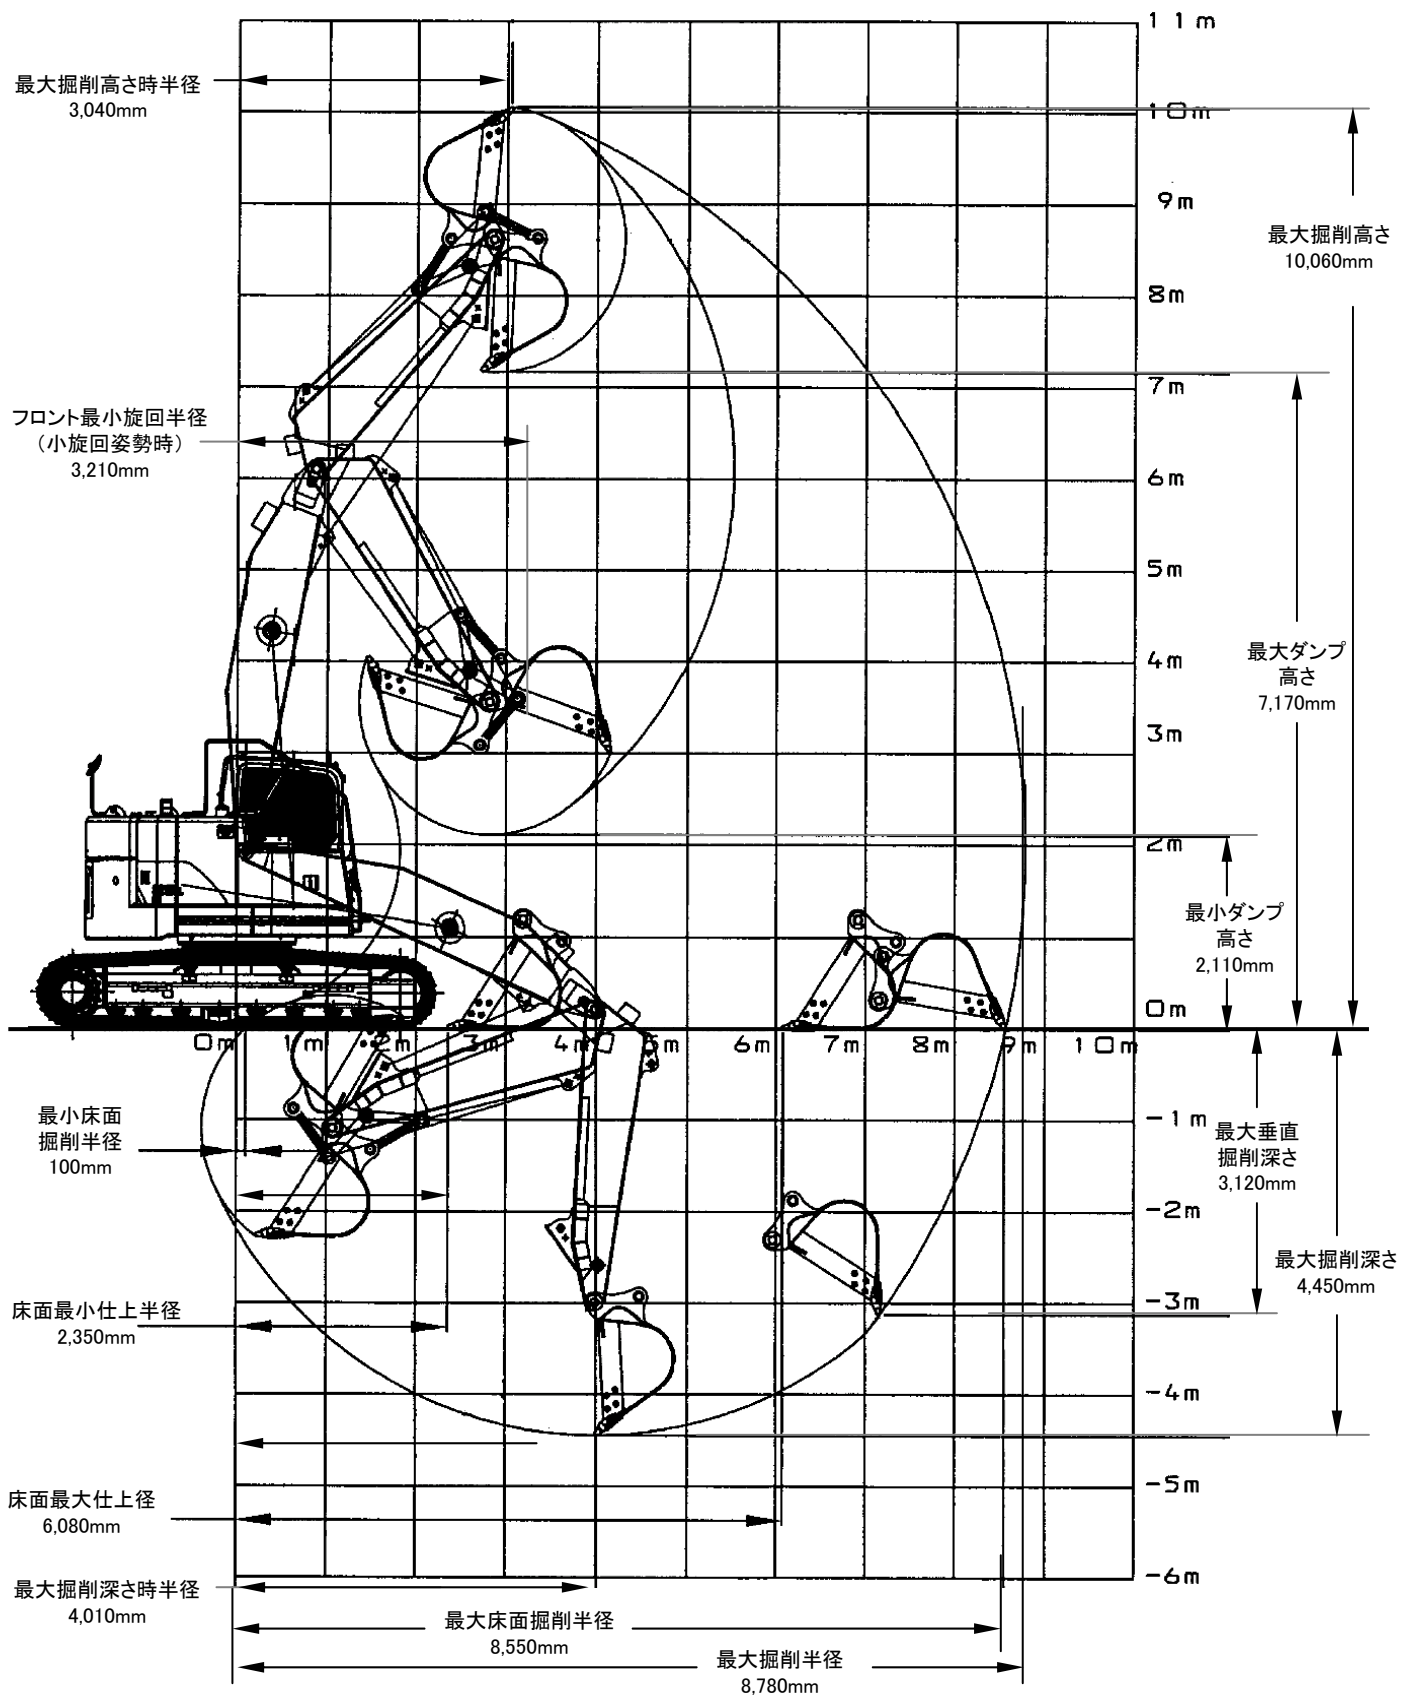 11m
最大掘削高さ時半径
3,040mm
10m
9m
最大掘削高さ
10,060mm
8m
7m
フロント最小旋回半径
（小旋回姿勢時）
3,210mm
6m
5m
4m
最大ダンプ
高さ
7,170mm
3m
2m
最小ダンプ
高さ
2,110mm
0m
0m 1m 2m 3m 4m 5m 6m 7m 8m 9m 10m
最小床面
掘削半径
100mm
-1m
最大垂直
掘削深さ
3,120mm
-2m
最大掘削深さ
4,450mm
床面最小仕上半径
2,350mm
-3m
-4m
床面最大仕上径
6,080mm
-5m
最大掘削深さ時半径
4,010mm
-6m
最大床面掘削半径
8,550mm
最大掘削半径
8,780mm